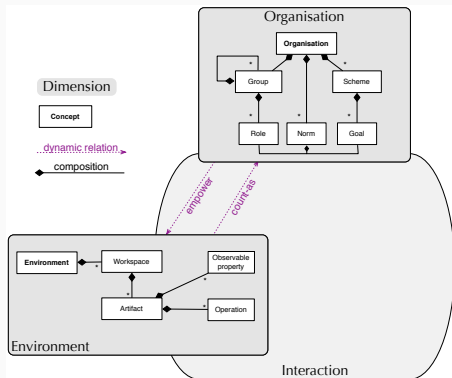 Organisation
Organisation
*
*
*
Group
Scheme
*
*
*
Role
Norm
Goal
Dimension
Concept
dynamic relation
composition
empower
count-as
Environment
*
Workspace
Observable
property
*
*
Artifact
*
Operation
Environment
Interaction